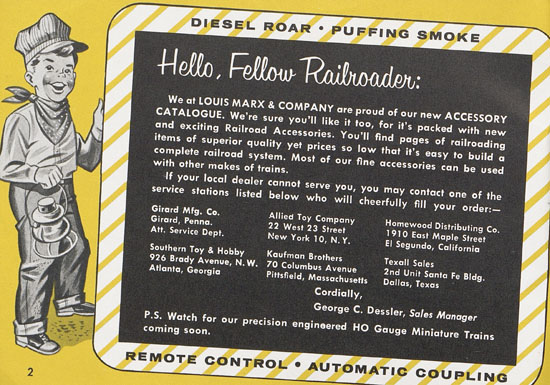 DIESEL ROAR • PUFFING SMOKE
Hello, Fellow Railroader:
We at LOUIS MARX & COMPANY are proud of our new ACCESSORY
CATALOGUE. We're sure you'll like it too, for it's packed with new
and exciting Railroad Accessories. You'll find pages of railroading
items of superior quality yet prices so low that it's easy to build a
complete railroad system. Most of our fine accessories can be used
with other makes of trains.
If your local dealer cannot serve you, you may contact one of the
service stations listed below who will cheerfully fill your order:—
Girard Mfg. Co.
Girard, Penna.
Att. Service Dept.
Allied Toy Company
22 West 23 Street
New York 10, N. Y.
Homewood Distributing Co.
1910 East Maple Street
El Segundo, California
Southern Toy & Hobby
926 Brady Avenue, N.W.
Atlanta, Georgia
Kaufman Brothers
70 Columbus Avenue
Pittsfield, Massachusetts
Texall Sales
2nd Unit Santa Fe Bldg.
Dallas, Texas
Cordially,
George C. Dessler, Sales Manager
P.S. Watch for our precision engineered HO Gauge Miniature Trains
coming soon.
REMOTE CONTROL • AUTOMATIC COUPLING
2